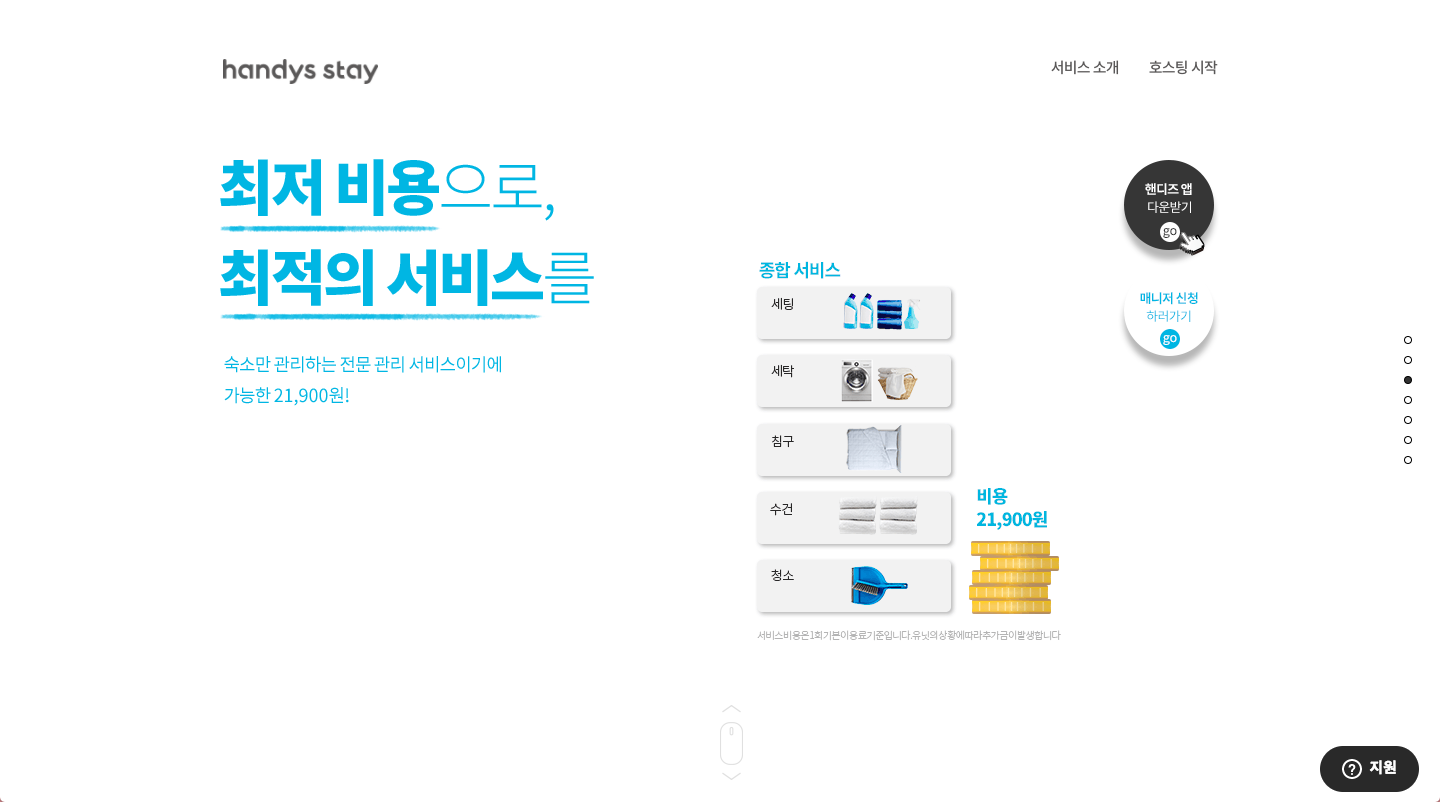 handys stay
서비스 소개
호스팅 시작
최저 비용으로,
최적의 서비스를
숙소만 관리하는 전문 관리 서비스이기에
가능한 21,900원!
핸디즈 앱
다운받기
go
매니저 신청
하러가기
go
종합 서비스
세팅
세탁
침구
수건
청소
비용
21,900원
서비스비용은 1회 기본이용료 기준입니다. 유닛의 상황에 따라 추가금이 발생합니다
지원